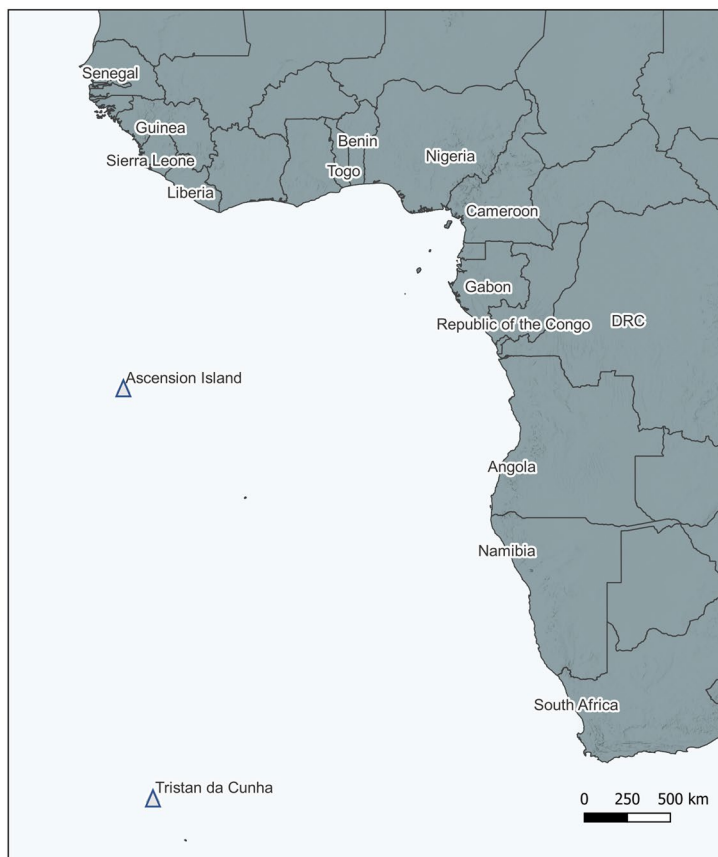 Senegal
Guinea
Benin
Nigeria
Sierra Leone
Togo
Liberia
Cameroon
Gabon
Republic of the Congo
DRC
Ascension Island
Angola
Namibia
South Africa
Tristan da Cunha
0 250 500 km